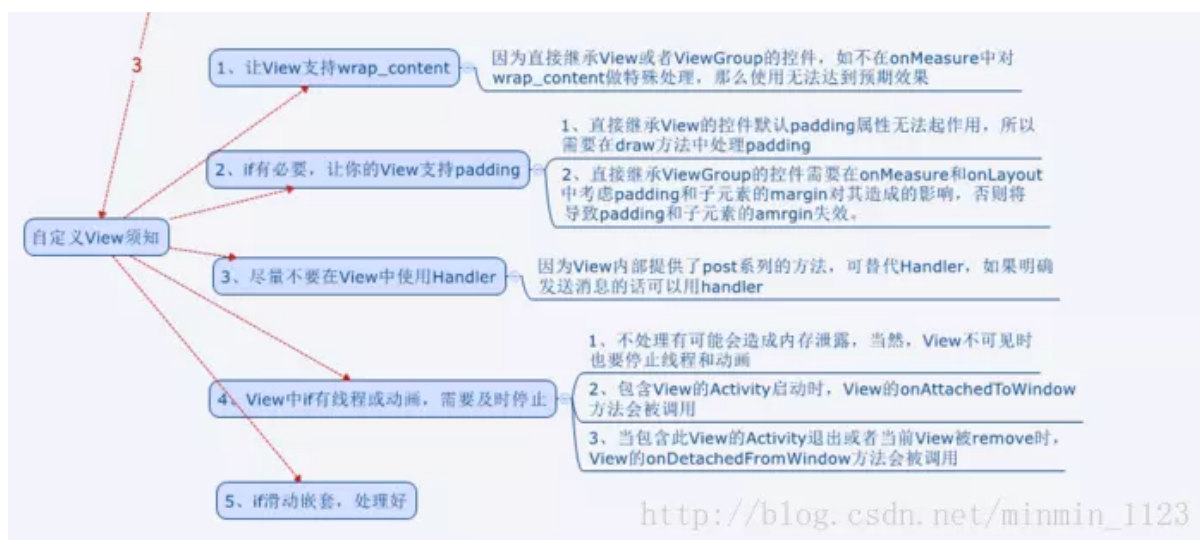 3
1、让View支持wrap_content
因为直接继承View或者ViewGroup的控件，如不在onMeasure中对
wrap_content做特殊处理，那么使用无法达到预期效果
2、if有必要，让你的View支持padding
1、直接继承View的控件默认padding属性无法起作用，所以
需要在draw方法中处理padding
2、直接继承ViewGroup的控件需要在onMeasure和onLayout
中考虑padding和子元素的margin对其造成的影响，否则将
导致padding和子元素的amrgin失效。
自定义View须知
3、尽量不要在View中使用Handler
因为View内部提供了post系列的方法，可替代Handler，如果明确
发送消息的话可以用handler
4、View中if有线程或动画，需要及时停止
1、不处理有可能会造成内存泄露，当然，View不可见时
也要停止线程和动画
2、包含View的Activity启动时，View的onAttachedToWindow
方法会被调用
3、当包含此View的Activity退出或者当前View被remove时，
View的onDetachedFromWindow方法会被调用
5、if滑动嵌套，处理好
http://blog.csdn.net/minmin_1123